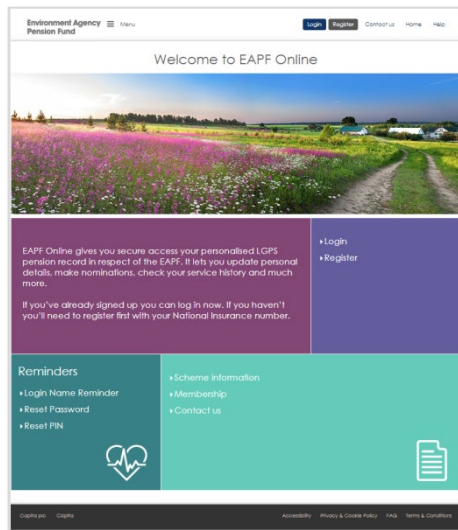 Environment Agency
Pension Fund
Menu
Login Register Contact us Home Help
Welcome to EAPF Online
EAPF Online gives you secure access your personalised LGPS
pension record in respect of the EAPF. It lets you update personal
details, make nominations, check your service history and much
more.
If you've already signed up you can log in now. If you haven't
you'll need to register first with your National Insurance number.
Login
Register
Reminders
Login Name Reminder
Reset Password
Reset PIN
Scheme information
Membership
Contact us
Capita plc Capita
Accessibility Privacy & Cookie Policy FAQ Terms & Conditions